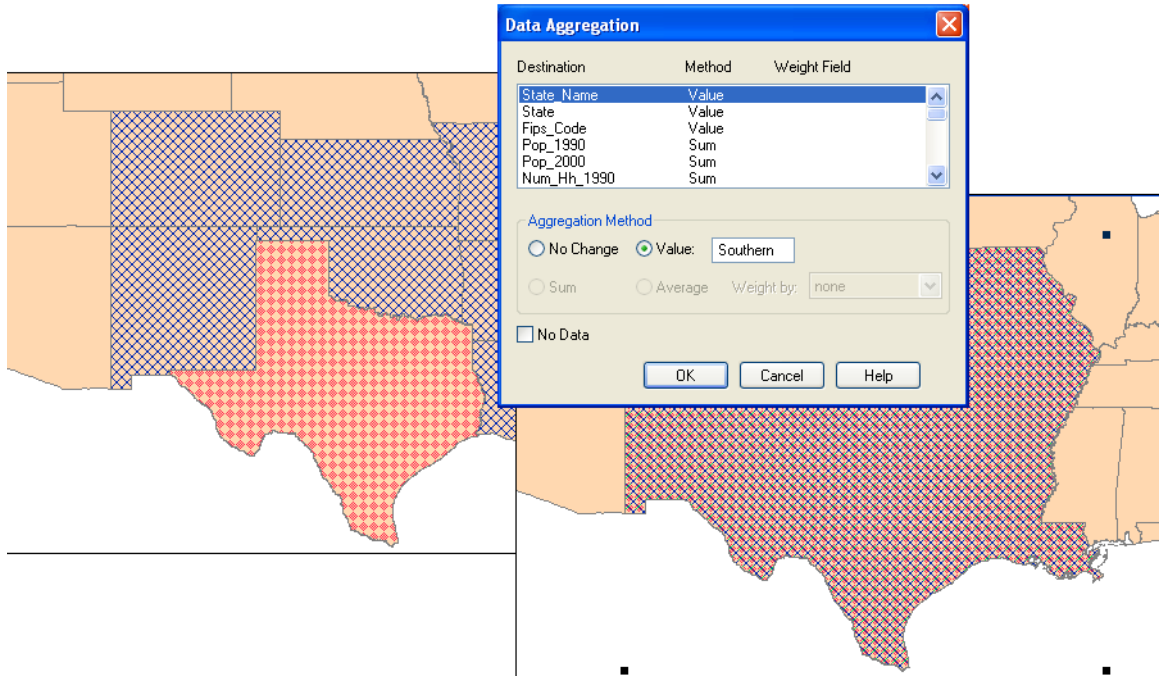 Data Aggregation
Destination Method Weight Field
State_Name Value
State Value
Fips_Code Value
Pop_1990 Sum
Pop_2000 Sum
Num_Hh_1990 Sum
Aggregation Method
No Change Value: Southern
Sum Average Weight by: none
No Data
OK Cancel Help